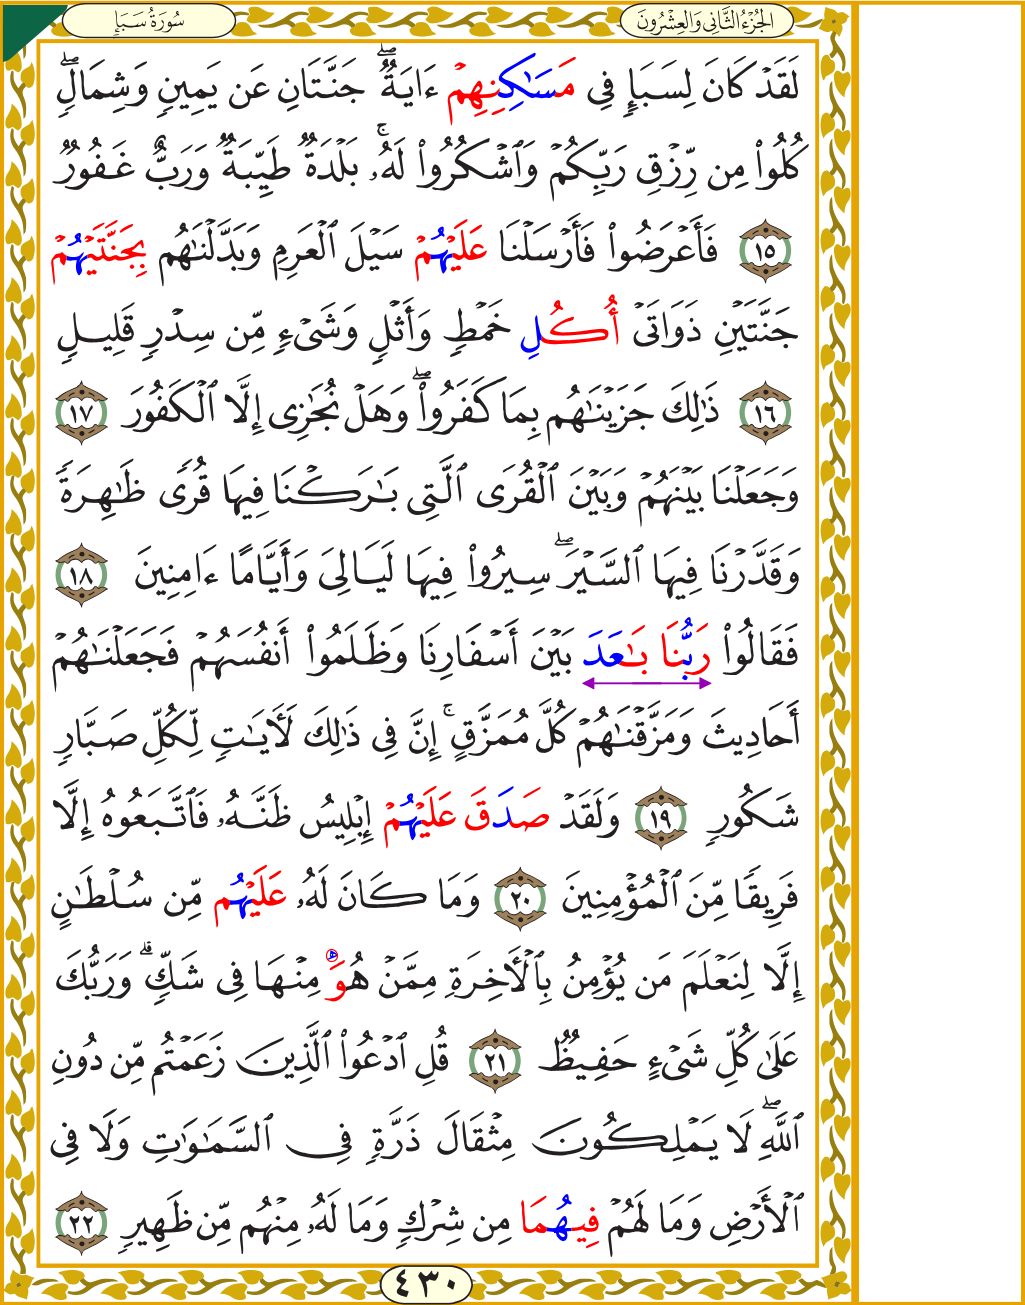 سُورَةُ سَبَإٍ
الجُزْءُ الثَّانِي وَالعِشْرُونَ
لَقَدْ كَانَ لِسَبَإٍ فِي مَسَـٰكِنِهِمْ ءَايَةٌۖ جَنَّتَانِ عَن يَمِينٍ وَشِمَالٍۖ
كُلُوا۟ مِن رِّزْقِ رَبِّكُمْ وَٱشْكُرُوا۟ لَهُۥۚ بَلْدَةٌ طَيِّبَةٌ وَرَبٌّ غَفُورٌ
١٥ فَأَعْرَضُوا۟ فَأَرْسَلْنَا عَلَيْهُمْ سَيْلَ ٱلْعَرِمِ وَبَدَّلْنَـٰهُم بِجَنَّتَيْهُمْ
جَنَّتَيْنِ ذَوَاتَىْ أُكُلٍ خَمْطٍ وَأَثْلٍ وَشَىْءٍ مِّن سِدْرٍ قَلِيلٍ
١٦ ذَٰلِكَ جَزَيْنَـٰهُم بِمَا كَفَرُوا۟ۖ وَهَلْ نُجَـٰزِى إِلَّا ٱلْكَفُورَ ١٧
وَجَعَلْنَا بَيْنَهُمْ وَبَيْنَ ٱلْقُرَى ٱلَّتِى بَـٰرَكْنَا فِيهَا قُرًى ظَـٰهِرَةً
وَقَدَّرْنَا فِيهَا ٱلسَّيْرَۖ سِيرُوا۟ فِيهَا لَيَالِىَ وَأَيَّامًا ءَامِنِينَ ١٨
فَقَالُوا۟ رَبُّنَا بَـٰعَدَ بَيْنَ أَسْفَارِنَا وَظَلَمُوٓا۟ أَنفُسَهُمْ فَجَعَلْنَـٰهُمْ
أَحَادِيثَ وَمَزَّقْنَـٰهُمْ كُلَّ مُمَزَّقٍۚ إِنَّ فِى ذَٰلِكَ لَـَٔايَـٰتٍ لِّكُلِّ صَبَّارٍ
شَكُورٍ ١٩ وَلَقَدْ صَدَقَ عَلَيْهُمْ إِبْلِيسُ ظَنَّهُۥ فَٱتَّبَعُوهُ إِلَّا
فَرِيقًا مِّنَ ٱلْمُؤْمِنِينَ ٢٠ وَمَا كَانَ لَهُۥ عَلَيْهُم مِّن سُلْطَـٰنٍ
إِلَّا لِنَعْلَمَ مَن يُؤْمِنُ بِٱلْـَٔاخِرَةِ مِمَّنْ هُوَ مِنْهَا فِى شَكٍّۗ وَرَبُّكَ
عَلَىٰ كُلِّ شَىْءٍ حَفِيظٌ ٢١ قُلِ ٱدْعُوا۟ ٱلَّذِينَ زَعَمْتُم مِّن دُونِ
ٱللَّهِۖ لَا يَمْلِكُونَ مِثْقَالَ ذَرَّةٍ فِى ٱلسَّمَـٰوَٰتِ وَلَا فِى
ٱلْأَرْضِ وَمَا لَهُمْ فِيهُمَا مِن شِرْكٍ وَمَا لَهُۥ مِنْهُم مِّن ظَهِيرٍ ٢٢
٤٣٠